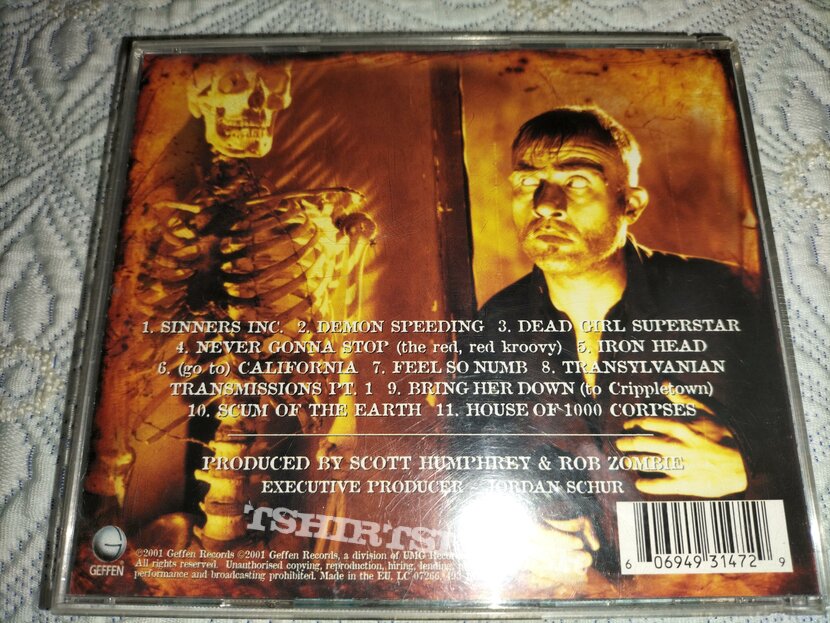 1. SINNERS INC. 2. DEMON SPEEDING 3. DEAD GIRL SUPERSTAR
4. NEVER GONNA STOP (the red, red kroovy) 5. IRON HEAD
6. (go to) CALIFORNIA 7. FEEL SO NUMB 8. TRANSYLVANIAN
TRANSMISSIONS PT. 1 9. BRING HER DOWN (to Crippletown)
10. SCUM OF THE EARTH 11. HOUSE OF 1000 CORPSES
PRODUCED BY SCOTT HUMPHREY & ROB ZOMBIE
EXECUTIVE PRODUCER - JORDAN SCHUR
TSHIRTS
GEFFEN
©2001 Geffen Records ©2001 Geffen Records, a division of UMG
All rights reserved. Unauthorised copying, reproduction, hiring, lending,
performance and broadcasting prohibited. Made in the EU. LC 07266
6 06949 31472 9